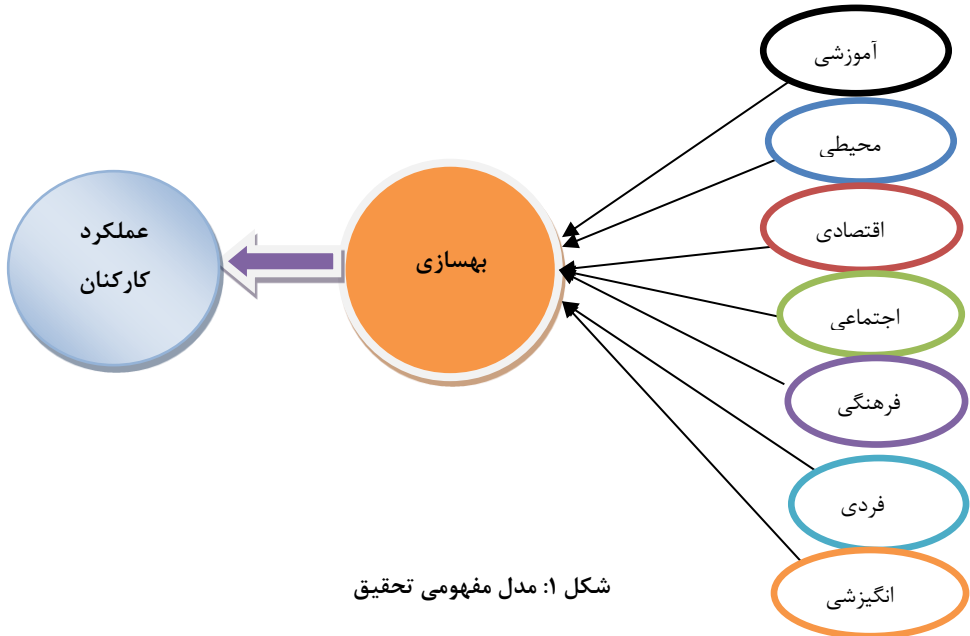 آموزشی
محیطی
اقتصادی
اجتماعی
فرهنگی
فردی
انگیزشی
بهسازی
عملکرد
کارکنان
شکل ۱: مدل مفهومی تحقیق